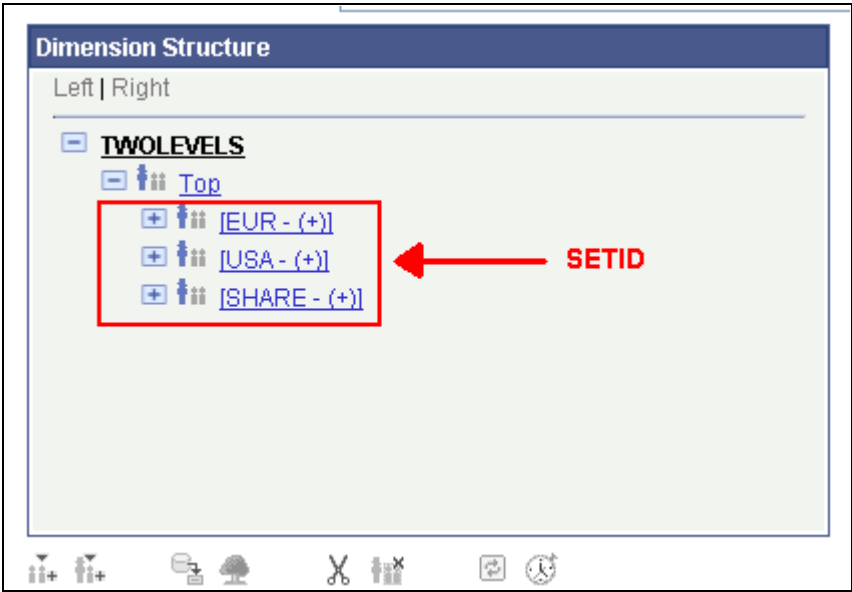 Dimension Structure
Left | Right
TWOLEVELS
Top
[EUR - (+)]
[USA - (+)]
[SHARE - (+)]
SETID